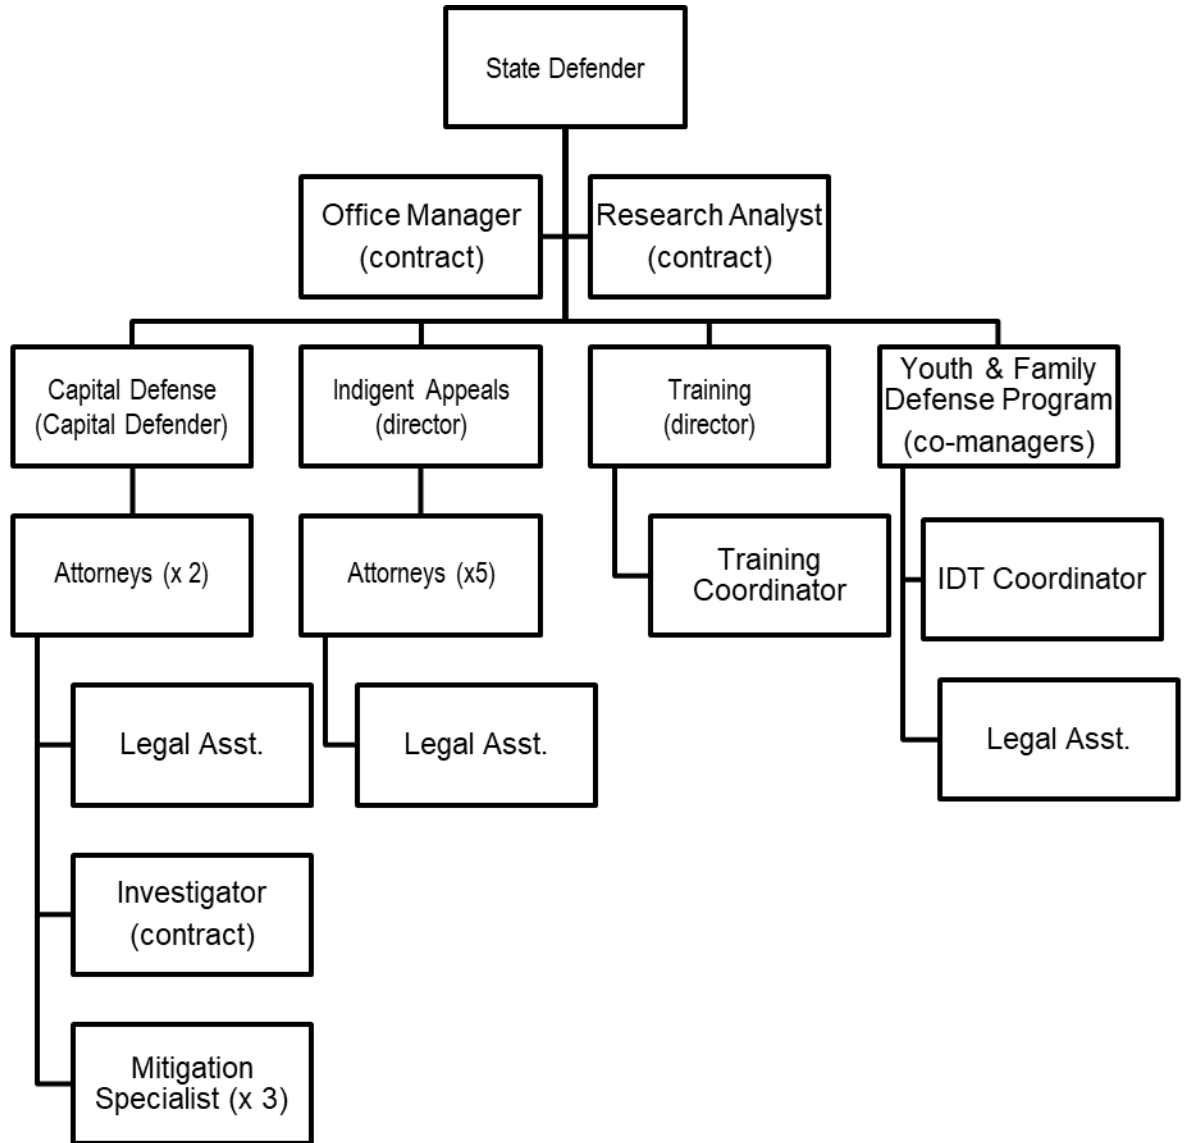 State Defender
Office Manager
(contract)
Research Analyst
(contract)
Capital Defense
(Capital Defender)
Indigent Appeals
(director)
Training
(director)
Youth & Family
Defense Program
(co-managers)
Attorneys (x 2)
Attorneys (x5)
Training
Coordinator
IDT Coordinator
Legal Asst.
Legal Asst.
Legal Asst.
Investigator
(contract)
Mitigation
Specialist (x 3)